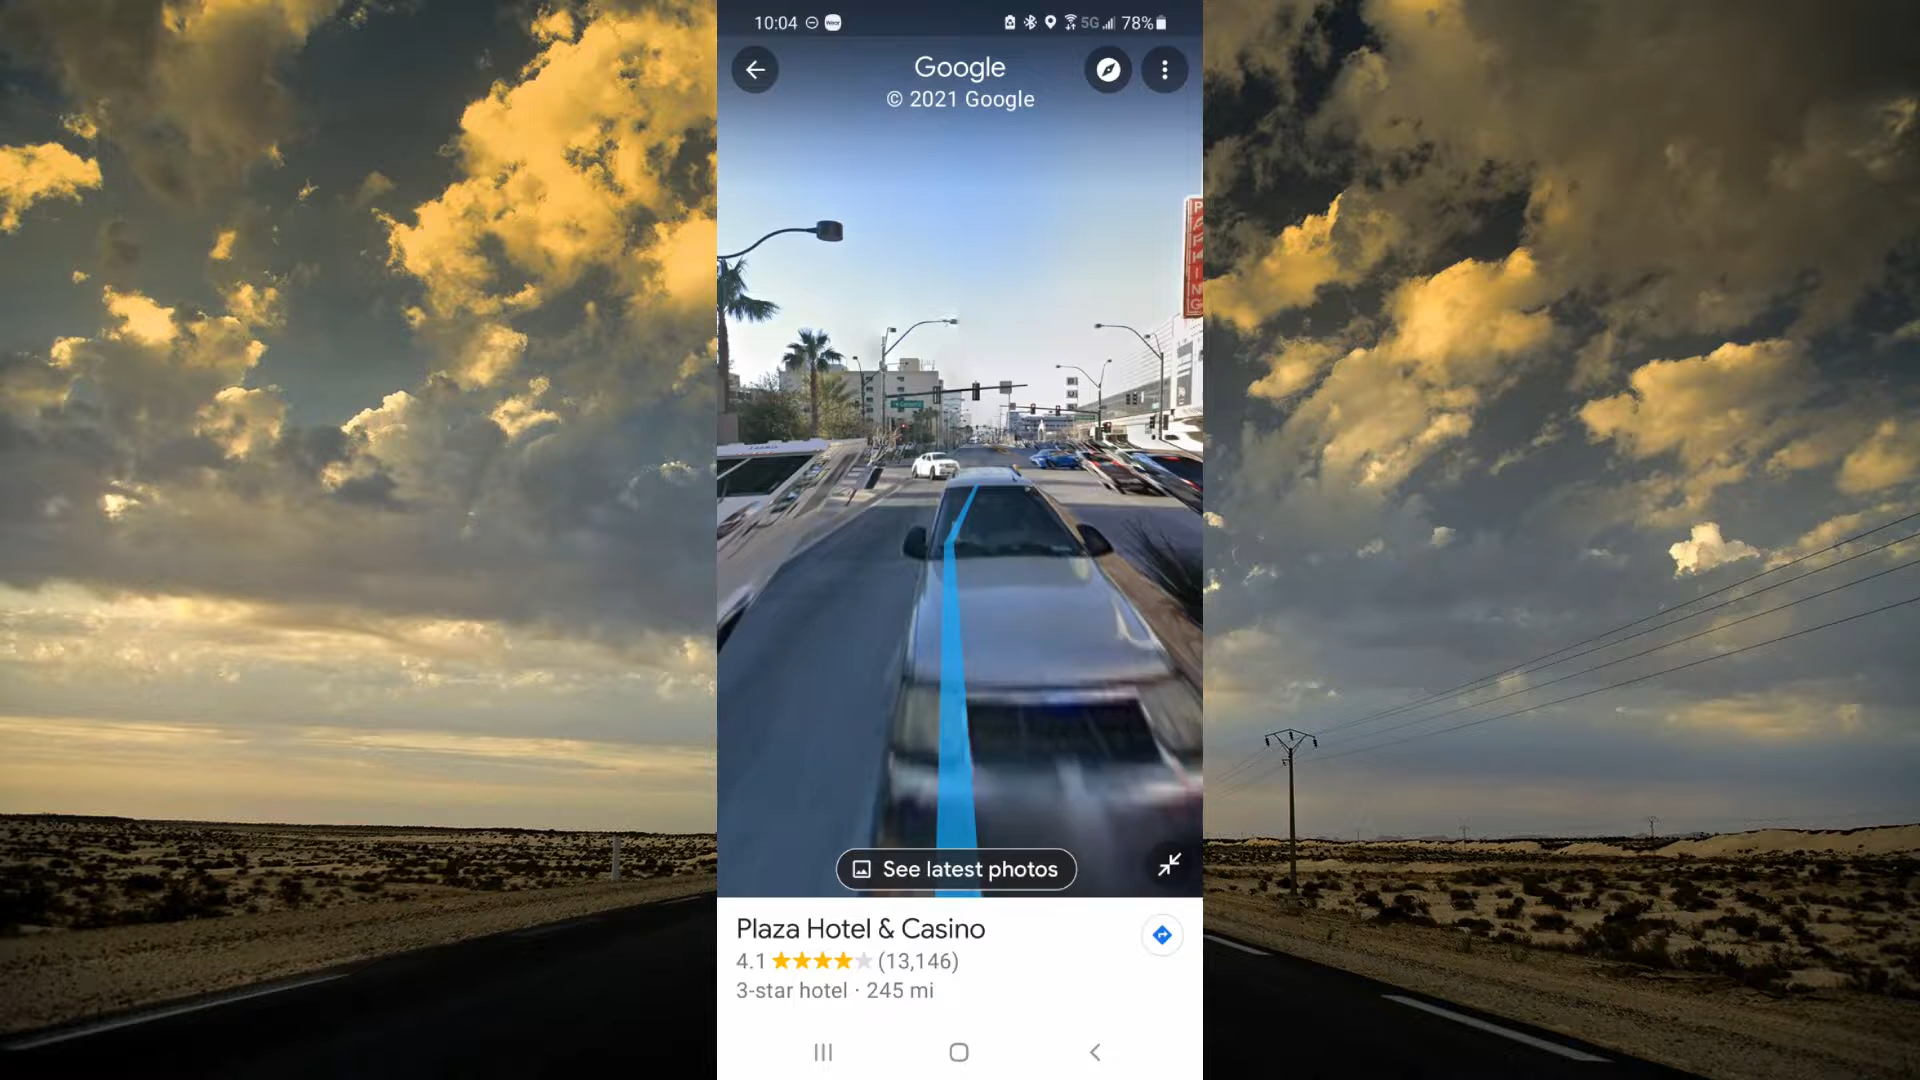 10:04
Wear
5G
78%
Google
© 2021 Google
PARKING
See latest photos
Plaza Hotel & Casino
4.1
(13,146)
3-star hotel · 245 mi